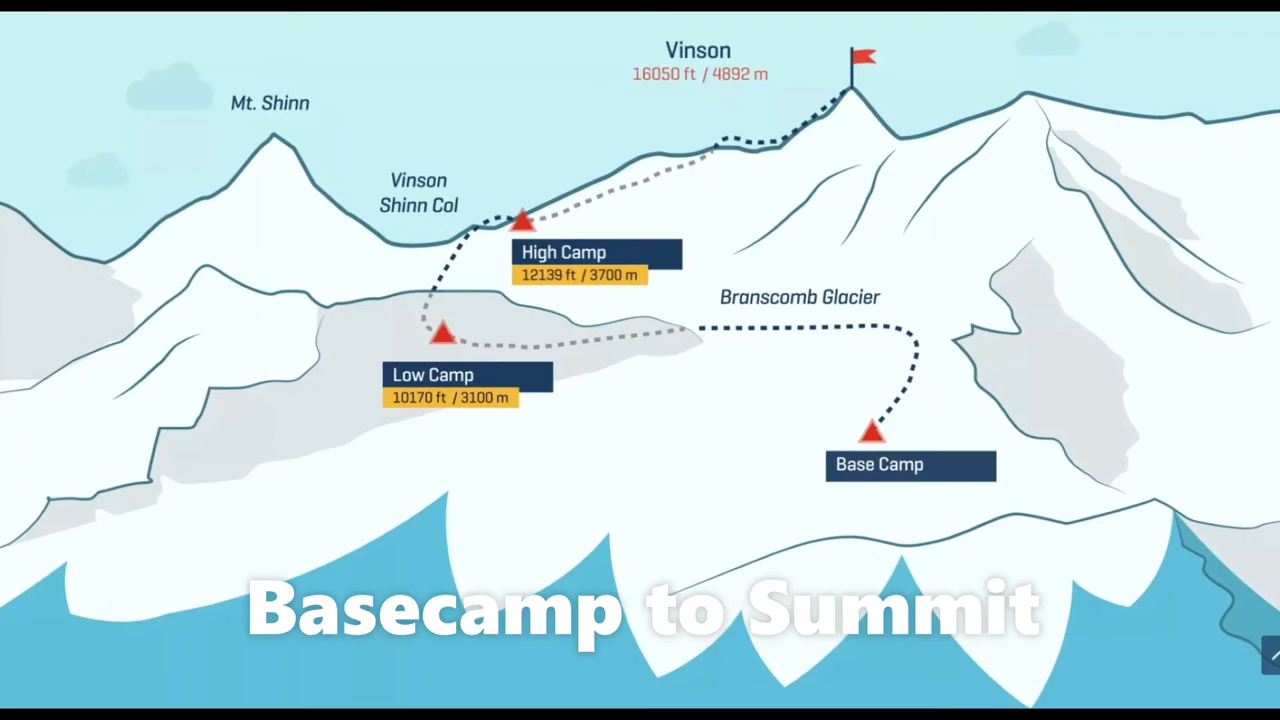 Vinson
16050 ft / 4892 m
Mt. Shinn
Vinson
Shinn Col
High Camp
12139 ft / 3700 m
Branscomb Glacier
Low Camp
10170 ft / 3100 m
Base Camp
Basecamp to Summit